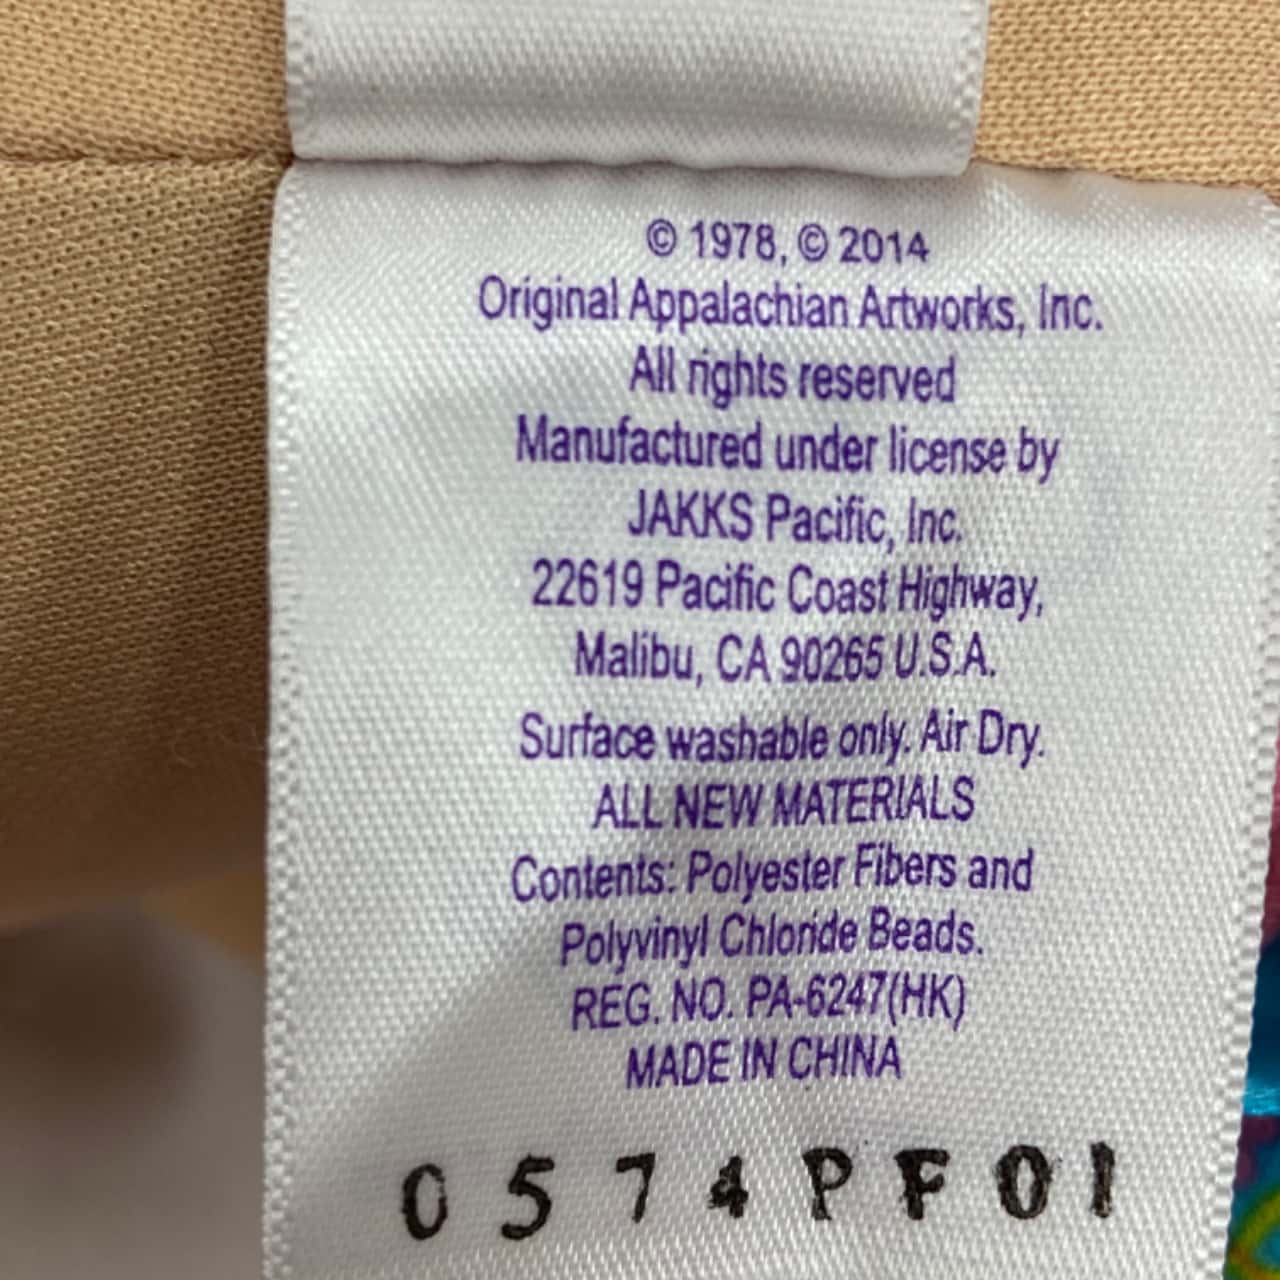 © 1978, © 2014
Original Appalachian Artworks, Inc.
All rights reserved
Manufactured under license by
JAKKS Pacific, Inc.
22619 Pacific Coast Highway,
Malibu, CA 90265 U.S.A.
Surface washable only. Air Dry.
ALL NEW MATERIALS
Contents: Polyester Fibers and
Polyvinyl Chloride Beads.
REG. NO. PA-6247(HK)
MADE IN CHINA
0574PF01